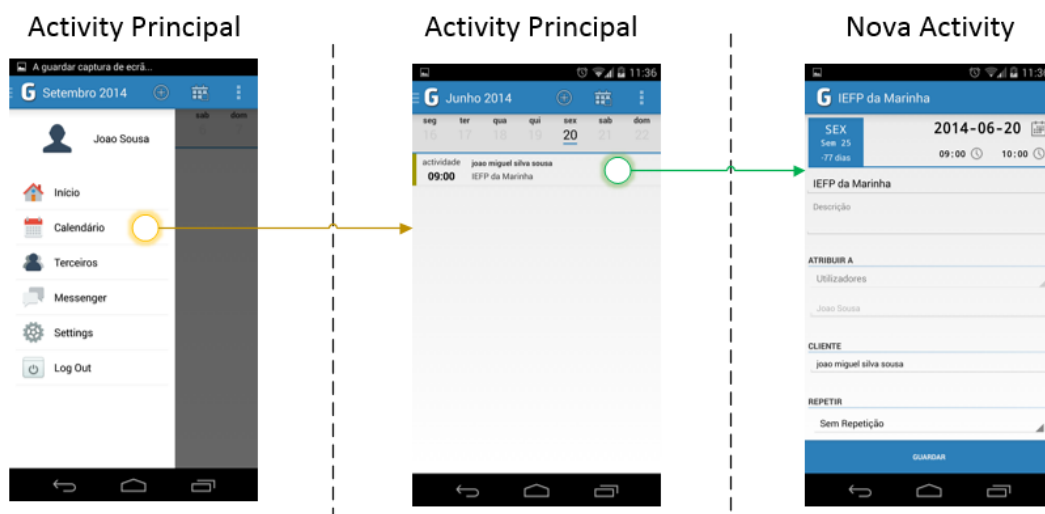 Activity Principal
A guardar captura de ecrã...
G Setembro 2014
sab dom
6 7
Joao Sousa
Início
Calendário
Terceiros
Messenger
Settings
Log Out
Activity Principal
11:36
G Junho 2014
seg ter qua qui sex sab dom
16 17 18 19 20 21 22
actividade joao miguel silva sousa
09:00 IEFP da Marinha
Nova Activity
11:36
G IEFP da Marinha
SEX
Sem 25
-77 dias
2014-06-20
09:00 10:00
IEFP da Marinha
Descrição
ATRIBUIR A
Utilizadores
Joao Sousa
CLIENTE
joao miguel silva sousa
REPETIR
Sem Repetição
GUARDAR